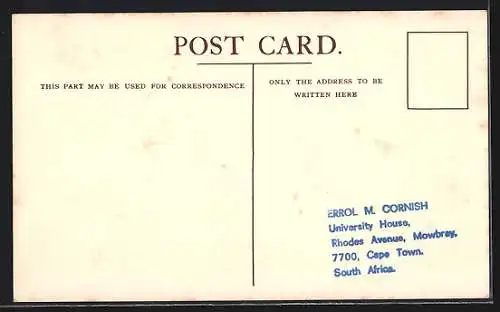 POST CARD.
THIS PART MAY BE USED FOR CORRESPONDENCE
ONLY THE ADDRESS TO BE
WRITTEN HERE
ERROL M. CORNISH
University House,
Rhodes Avenue, Mowbray,
7700, Cape Town.
South Africa.